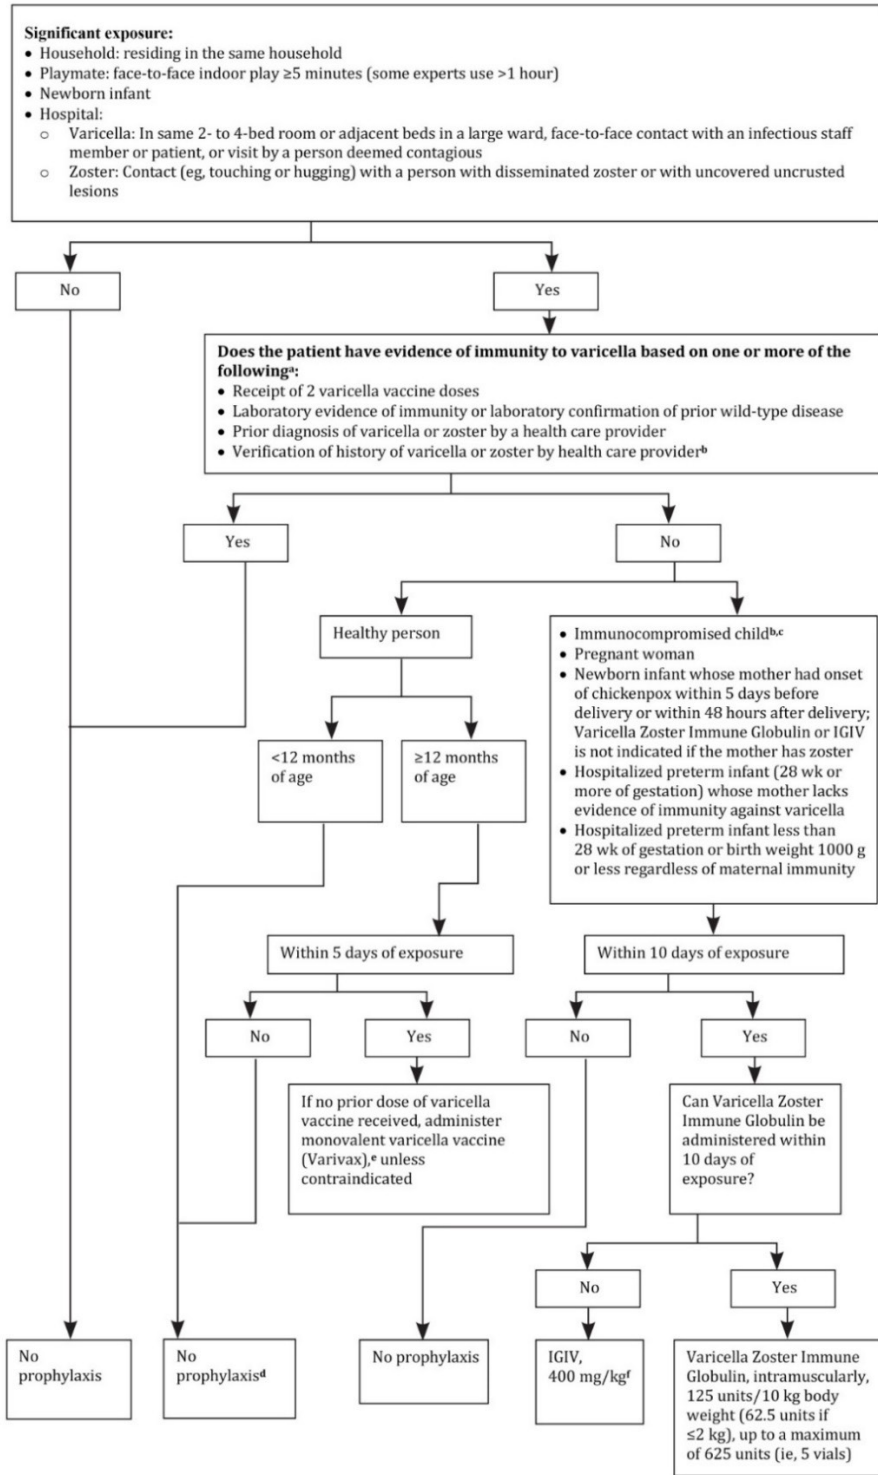 Significant exposure:
• Household: residing in the same household
• Playmate: face-to-face indoor play ≥5 minutes (some experts use >1 hour)
• Newborn infant
• Hospital:
o Varicella: In same 2- to 4-bed room or adjacent beds in a large ward, face-to-face contact with an infectious staff
member or patient, or visit by a person deemed contagious
o Zoster: Contact (eg, touching or hugging) with a person with disseminated zoster or with uncovered uncrusted
lesions
No
Yes
Does the patient have evidence of immunity to varicella based on one or more of the
followingᵃ:
• Receipt of 2 varicella vaccine doses
• Laboratory evidence of immunity or laboratory confirmation of prior wild-type disease
• Prior diagnosis of varicella or zoster by a health care provider
• Verification of history of varicella or zoster by health care providerᵇ
Yes
No
Healthy person
• Immunocompromised childᵇ,ᶜ
• Pregnant woman
• Newborn infant whose mother had onset
of chickenpox within 5 days before
delivery or within 48 hours after delivery;
Varicella Zoster Immune Globulin or IGIV
is not indicated if the mother has zoster
• Hospitalized preterm infant (28 wk or
more of gestation) whose mother lacks
evidence of immunity against varicella
• Hospitalized preterm infant less than
28 wk of gestation or birth weight 1000 g
or less regardless of maternal immunity
<12 months
of age
≥12 months
of age
Within 5 days of exposure
Within 10 days of exposure
No
Yes
No
Yes
If no prior dose of varicella
vaccine received, administer
monovalent varicella vaccine
(Varivax),ᵉ unless
contraindicated
Can Varicella Zoster
Immune Globulin be
administered within
10 days of
exposure?
No
Yes
No
prophylaxis
No
prophylaxisᵈ
No prophylaxis
IGIV,
400 mg/kgᶠ
Varicella Zoster Immune
Globulin, intramuscularly,
125 units/10 kg body
weight (62.5 units if
≤2 kg), up to a maximum
of 625 units (ie, 5 vials)